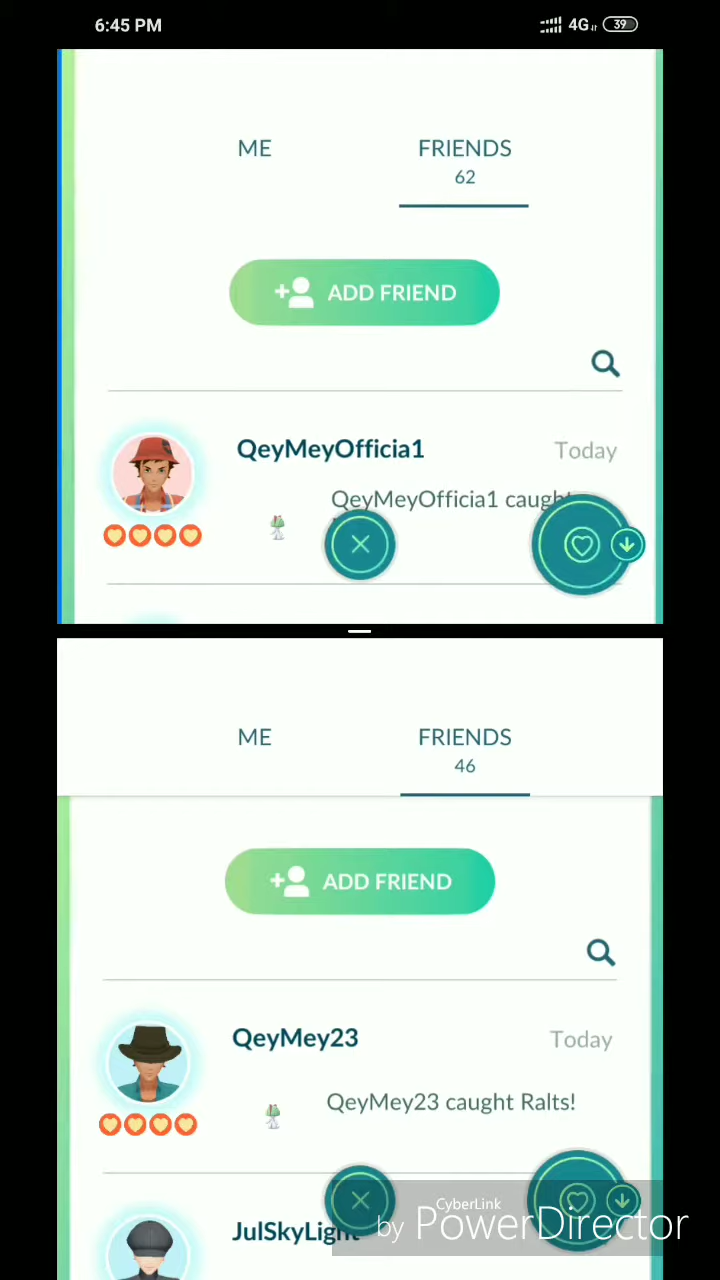 6:45 PM
4G
39
ME
FRIENDS
62
ADD FRIEND
QeyMeyOfficia1
Today
QeyMeyOfficia1 caught
ME
FRIENDS
46
ADD FRIEND
QeyMey23
Today
QeyMey23 caught Ralts!
JulSkyLight
CyberLink
by PowerDirector